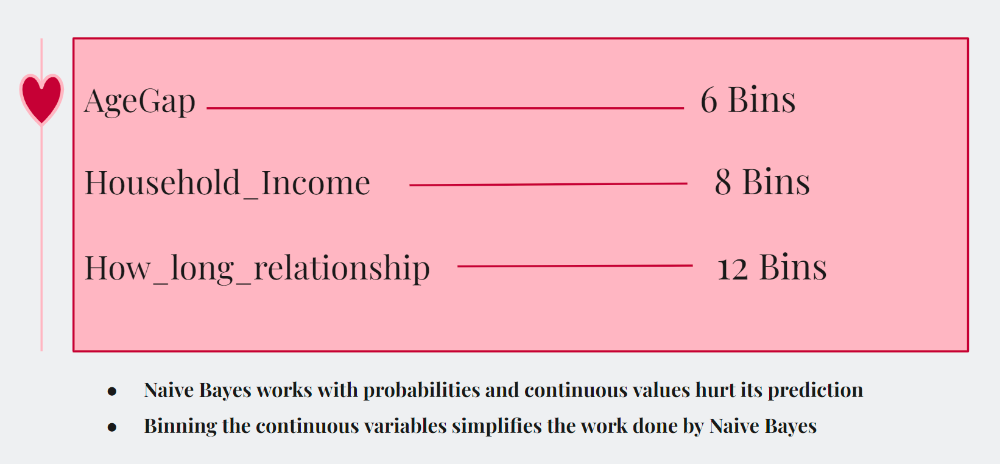 AgeGap 6 Bins
Household_Income 8 Bins
How_long_relationship 12 Bins
● Naive Bayes works with probabilities and continuous values hurt its prediction
● Binning the continuous variables simplifies the work done by Naive Bayes